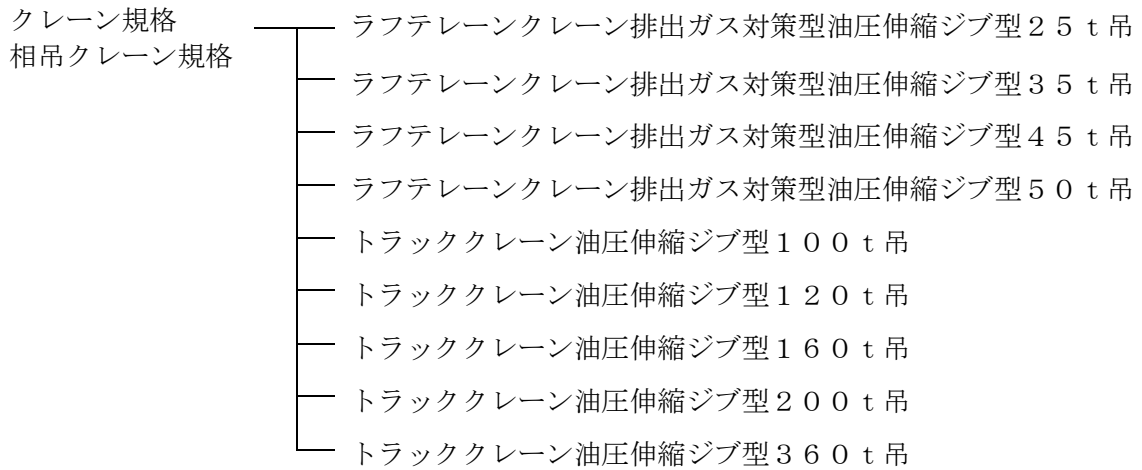 クレーン規格
相吊クレーン規格
ラフテレーンクレーン排出ガス対策型油圧伸縮ジブ型２５ｔ吊
ラフテレーンクレーン排出ガス対策型油圧伸縮ジブ型３５ｔ吊
ラフテレーンクレーン排出ガス対策型油圧伸縮ジブ型４５ｔ吊
ラフテレーンクレーン排出ガス対策型油圧伸縮ジブ型５０ｔ吊
トラッククレーン油圧伸縮ジブ型１００ｔ吊
トラッククレーン油圧伸縮ジブ型１２０ｔ吊
トラッククレーン油圧伸縮ジブ型１６０ｔ吊
トラッククレーン油圧伸縮ジブ型２００ｔ吊
トラッククレーン油圧伸縮ジブ型３６０ｔ吊